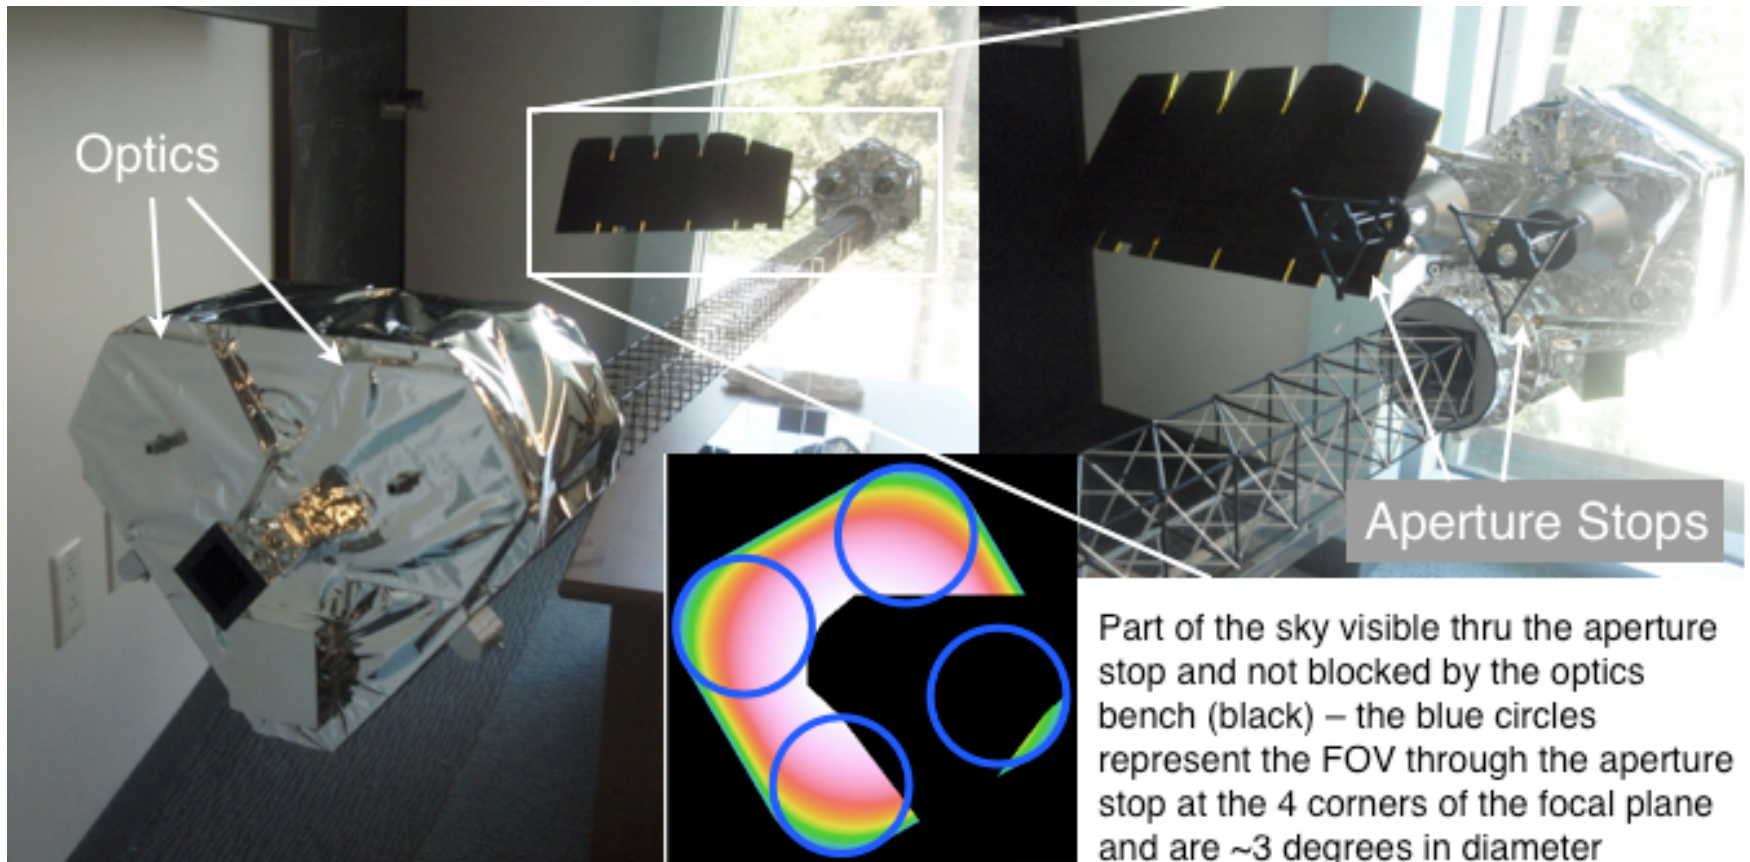 Optics
Aperture Stops
Part of the sky visible thru the aperture
stop and not blocked by the optics
bench (black) – the blue circles
represent the FOV through the aperture
stop at the 4 corners of the focal plane
and are ~3 degrees in diameter